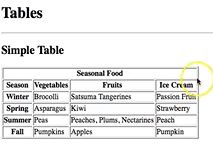 Tables
Simple Table
Seasonal Food
Season Vegetables Fruits Ice Cream
Winter Brocolli Satsuma Tangerines Passion Fruit
Spring Asparagus Kiwi Strawberry
Summer Peas Peaches, Plums, Nectarines Peach
Fall Pumpkins Apples Pumpkin